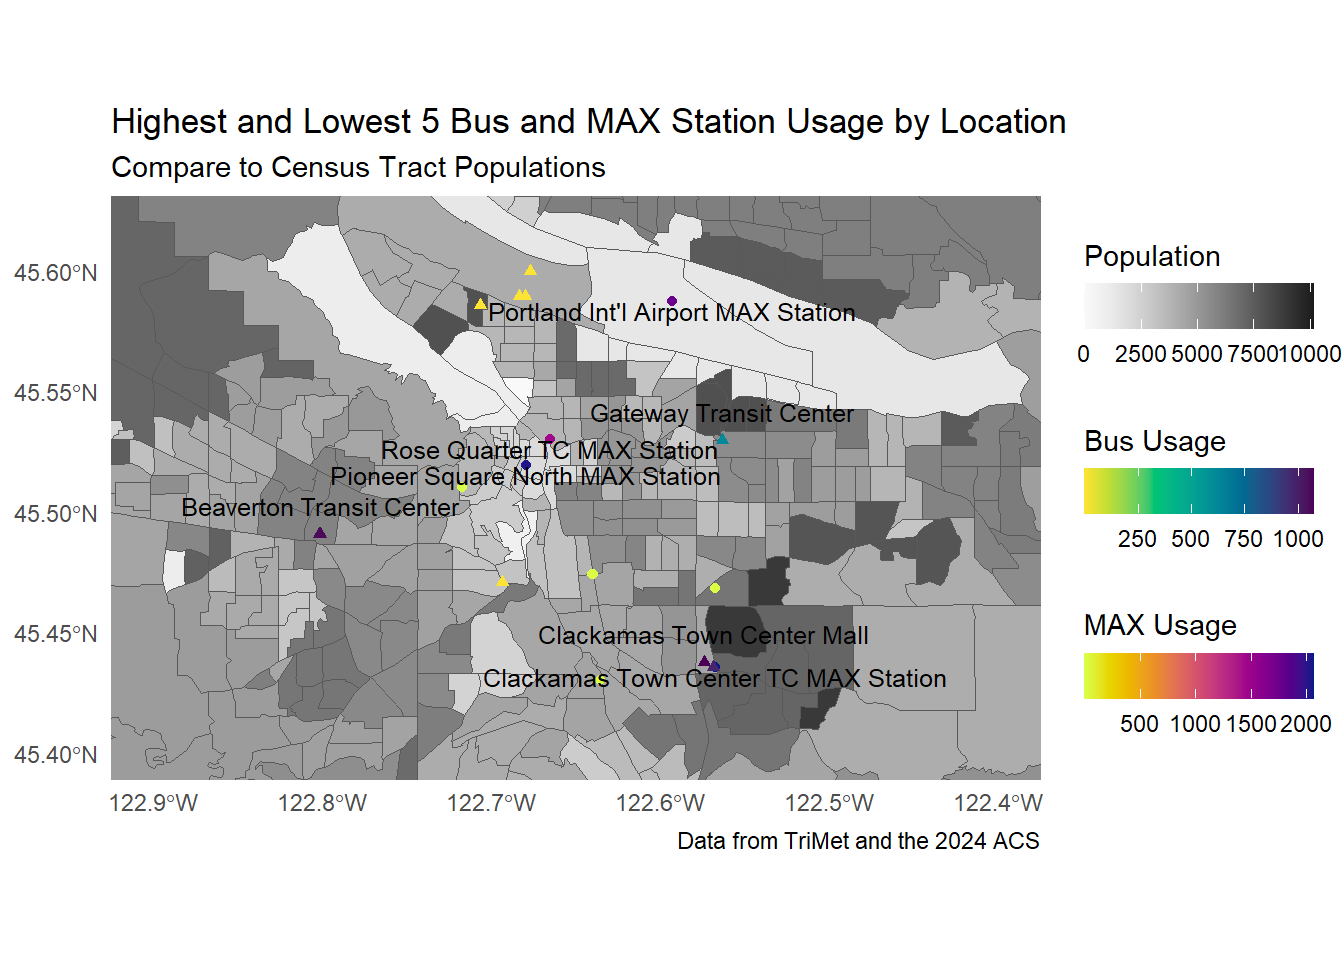 Highest and Lowest 5 Bus and MAX Station Usage by Location
Compare to Census Tract Populations
45.60°N
45.55°N
45.50°N
45.45°N
45.40°N
Portland Int'l Airport MAX Station
Gateway Transit Center
Rose Quarter TC MAX Station
Pioneer Square North MAX Station
Beaverton Transit Center
Clackamas Town Center Mall
Clackamas Town Center TC MAX Station
122.9°W 122.8°W 122.7°W 122.6°W 122.5°W 122.4°W
Data from TriMet and the 2024 ACS
Population
0 2500 5000 7500 10000
Bus Usage
250 500 750 1000
MAX Usage
500 1000 1500 2000